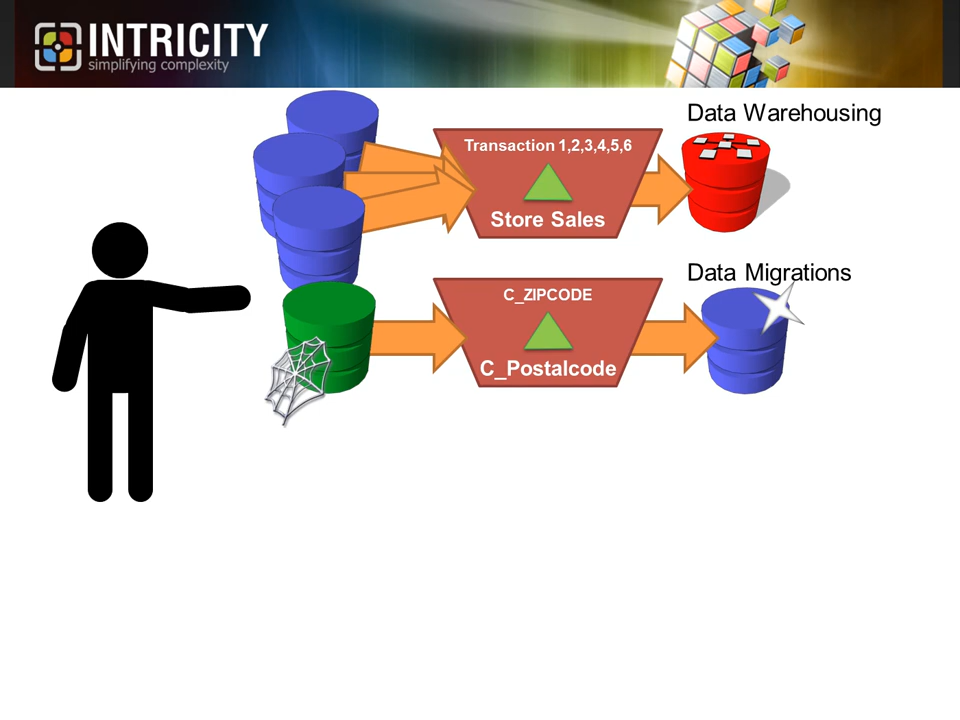 INTRICITY
simplifying complexity
Data Warehousing
Transaction 1,2,3,4,5,6
Store Sales
Data Migrations
C_ZIPCODE
C_Postalcode